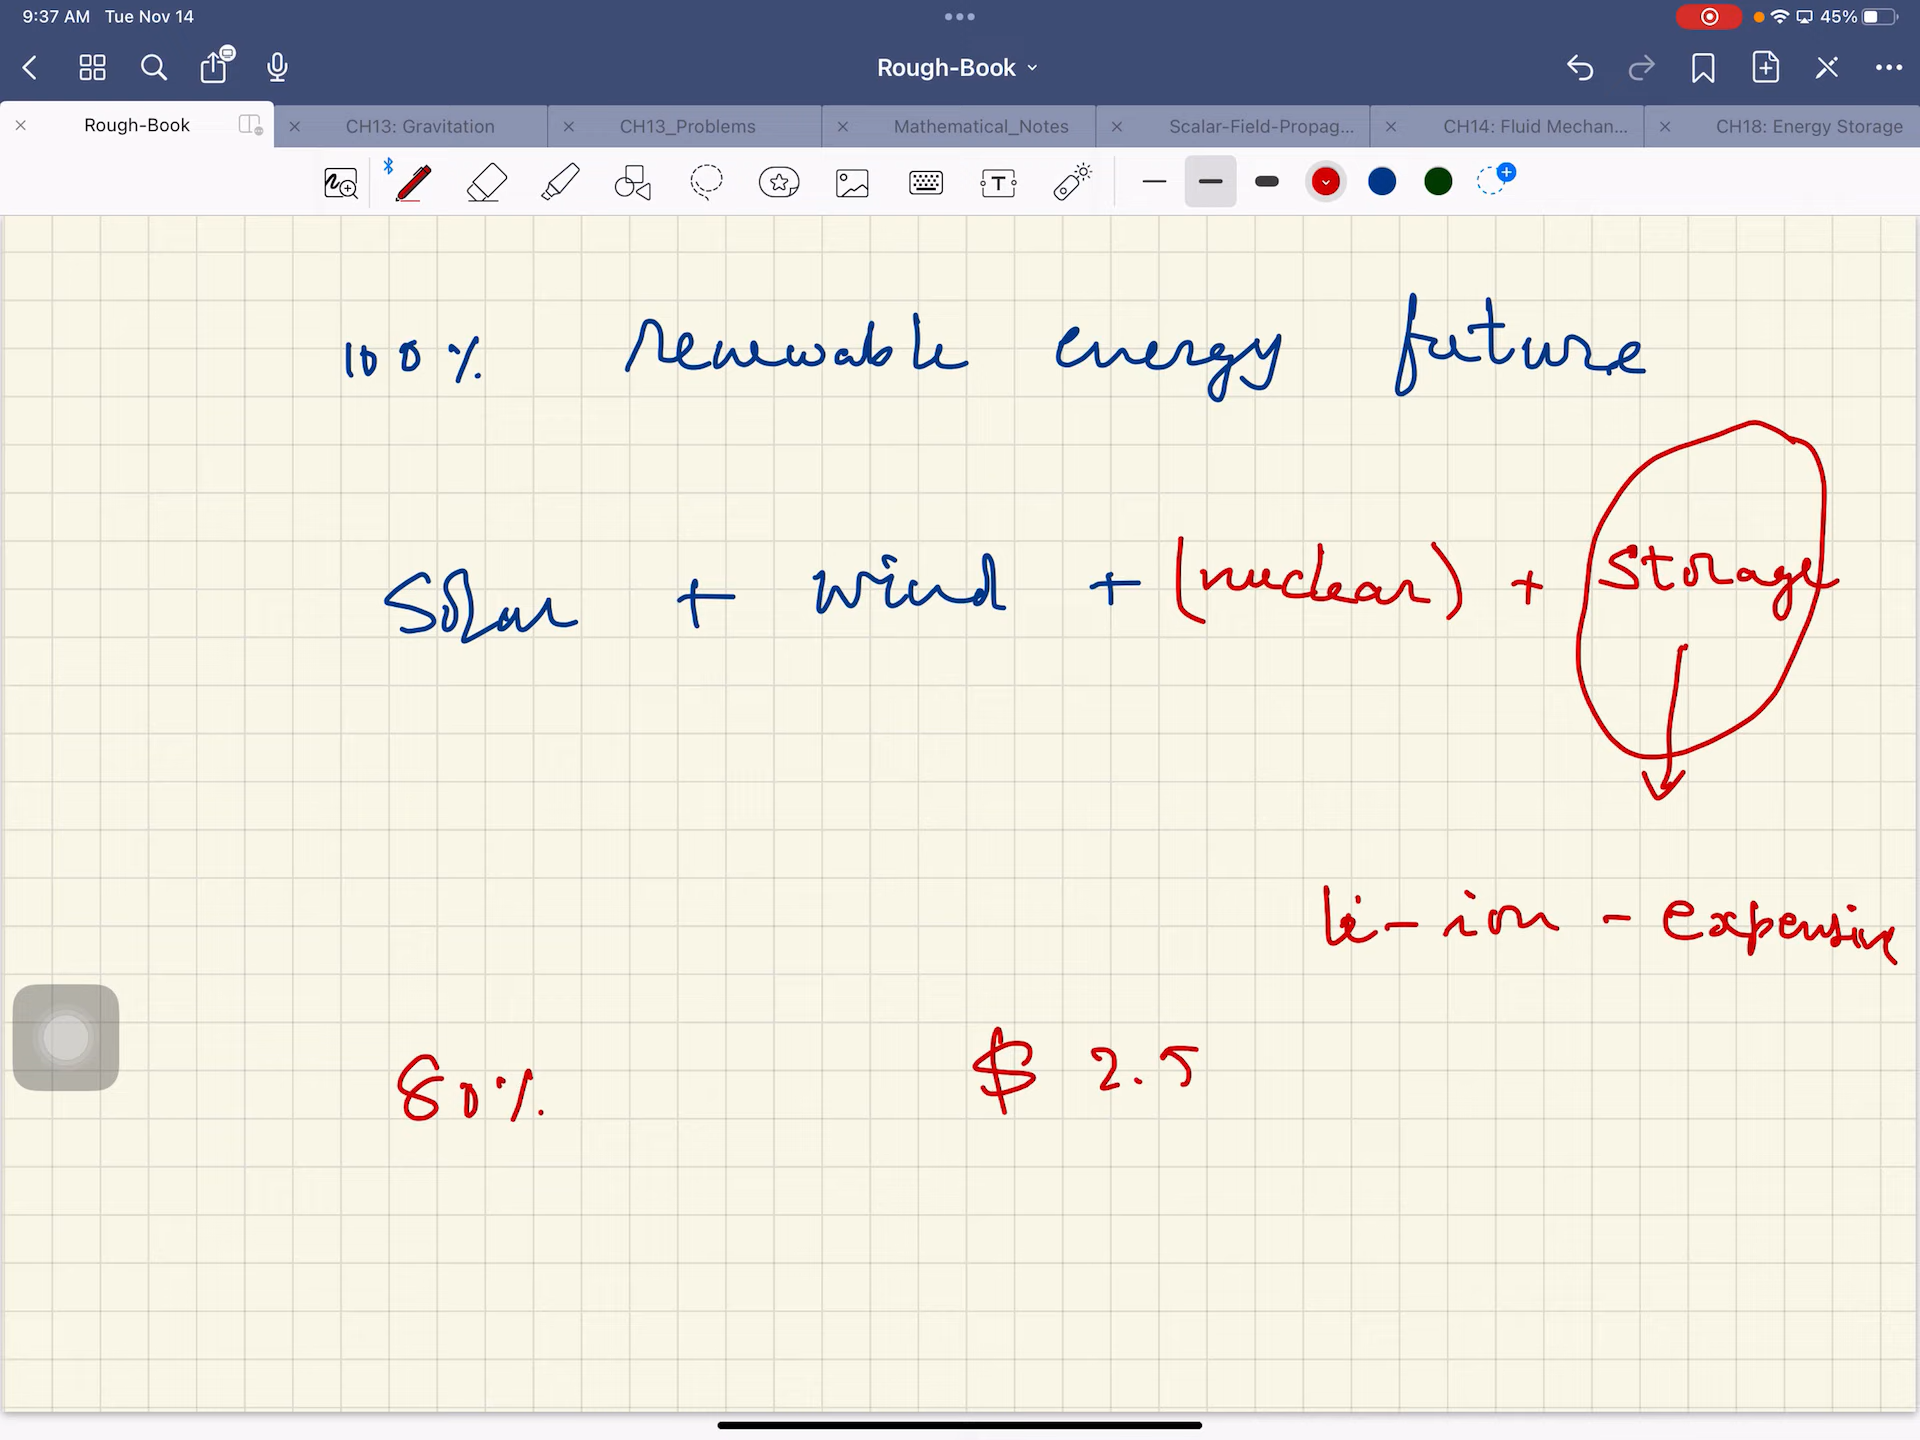 9:37 AM Tue Nov 14
45%
Rough-Book
Rough-Book CH13: Gravitation CH13_Problems Mathematical_Notes Scalar-Field-Propag... CH14: Fluid Mechan... CH18: Energy Storage
T
100% renewable energy future
Solar + wind + (nuclear) + Storage
Li-ion - expensive
80% $ 2.5